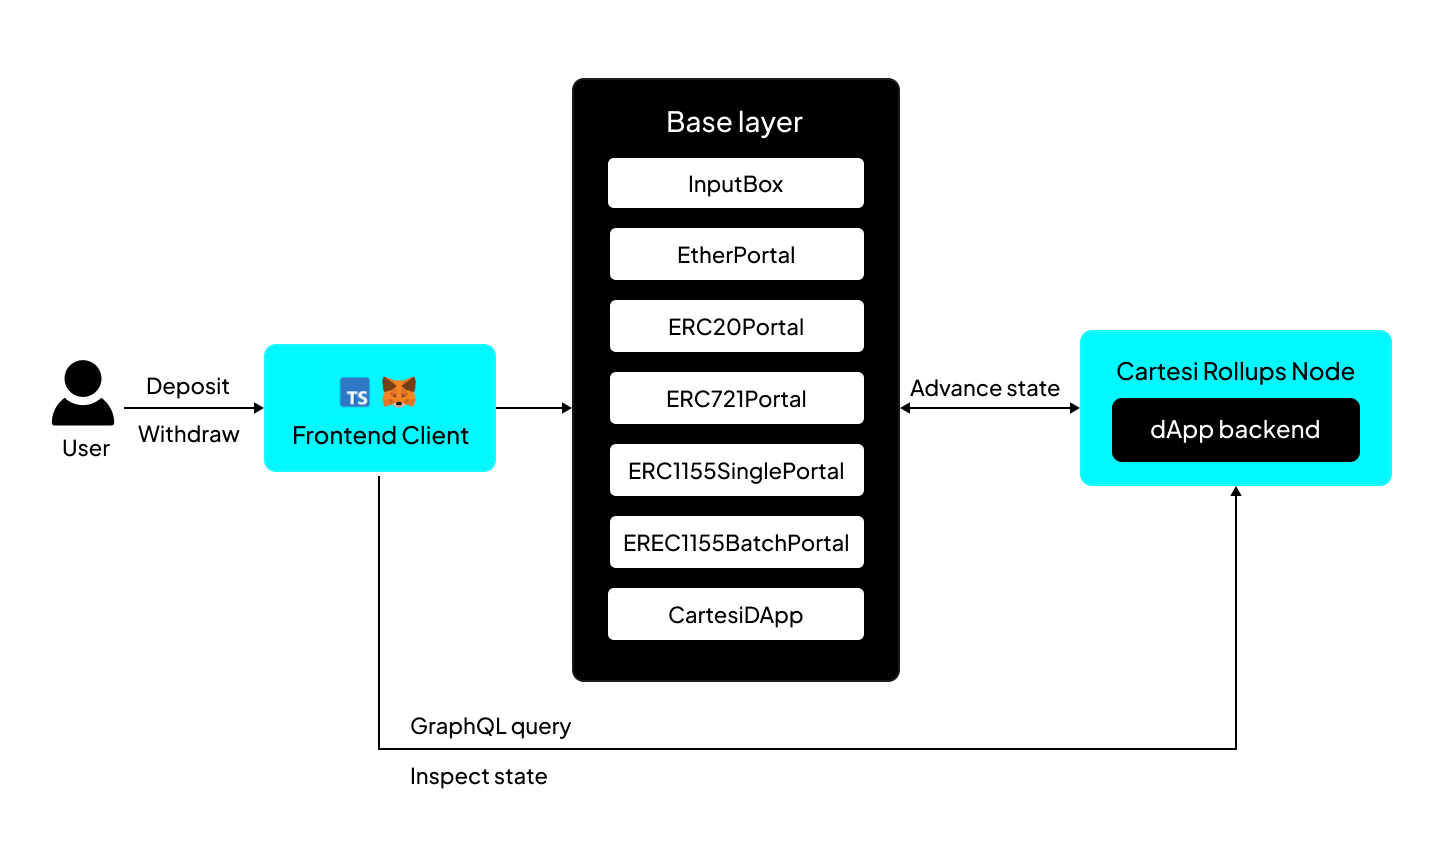 Base layer
InputBox
EtherPortal
ERC20Portal
ERC721Portal
ERC1155SinglePortal
EREC1155BatchPortal
CartesiDApp
Deposit
Withdraw
User
TS
Frontend Client
Advance state
Cartesi Rollups Node
dApp backend
GraphQL query
Inspect state